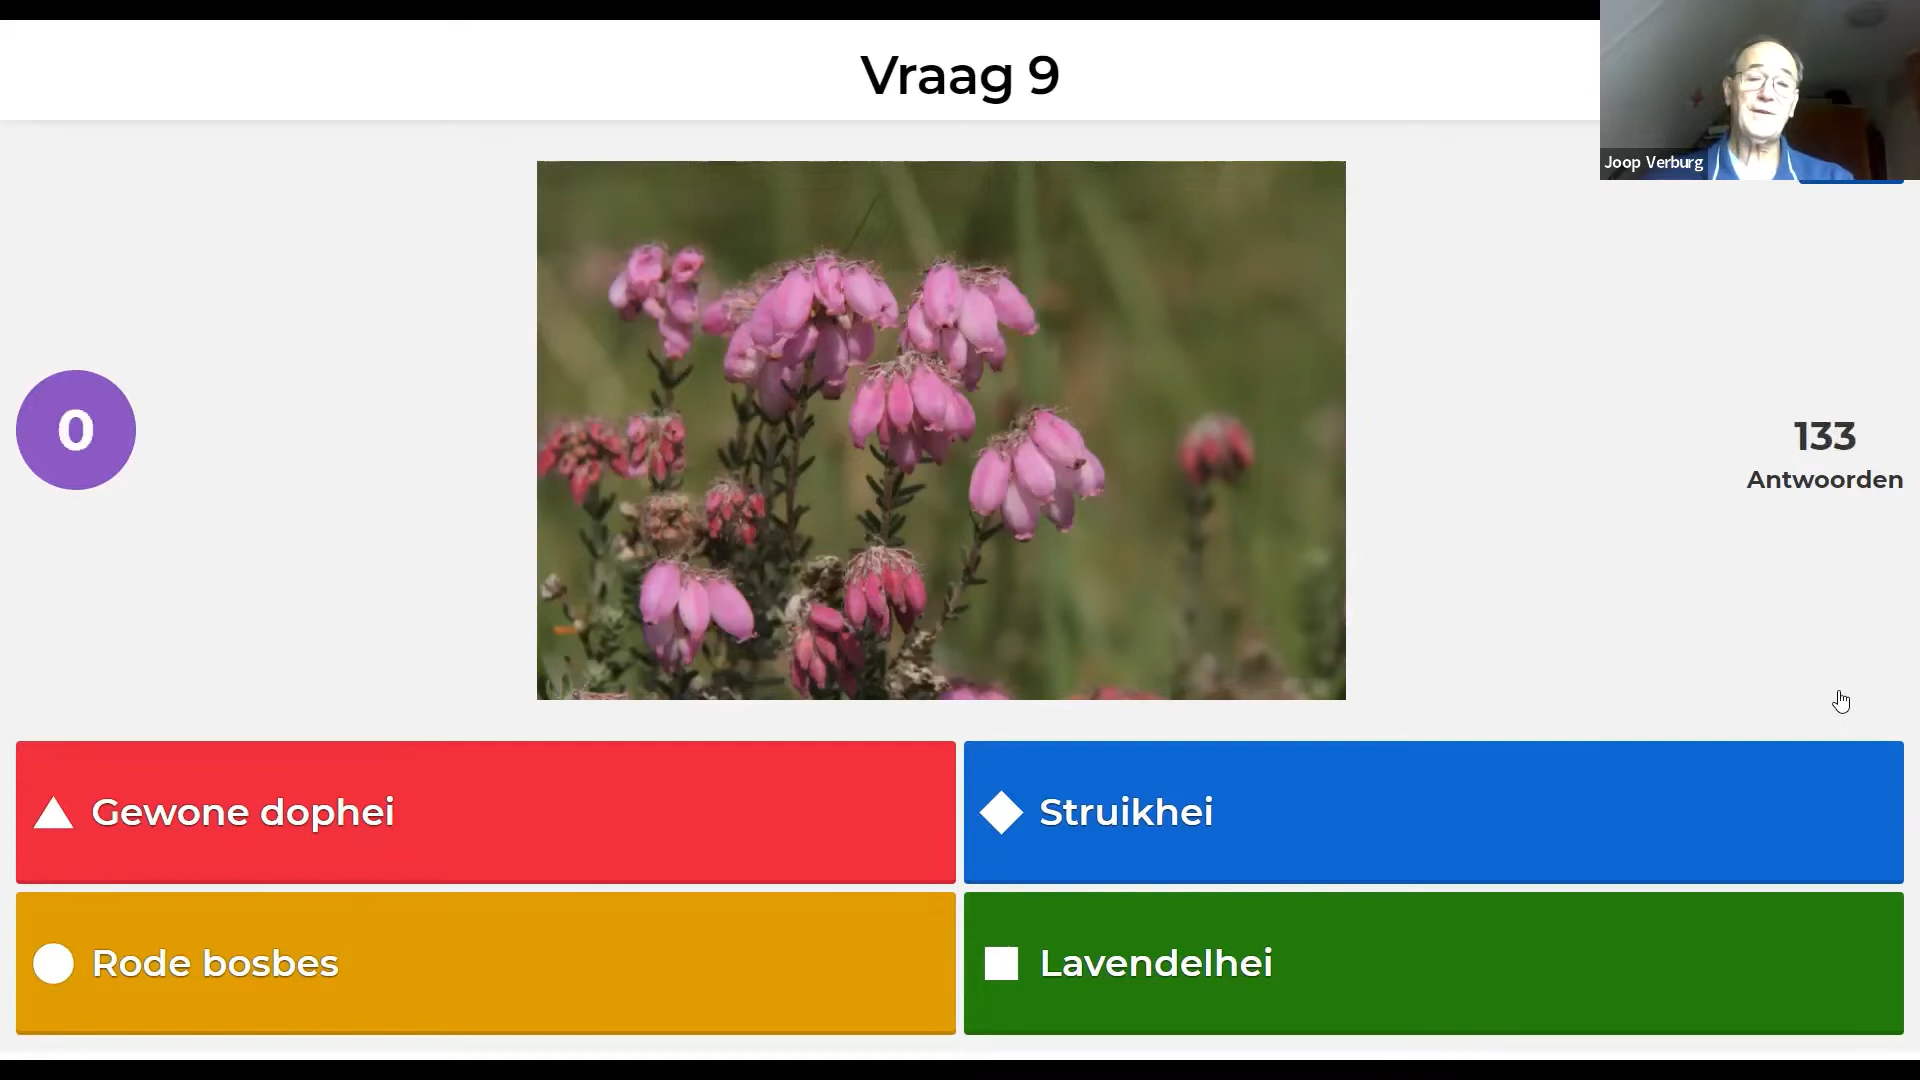 Vraag 9
Joop Verburg
0
133
Antwoorden
Gewone dophei
Struikhei
Rode bosbes
Lavendelhei